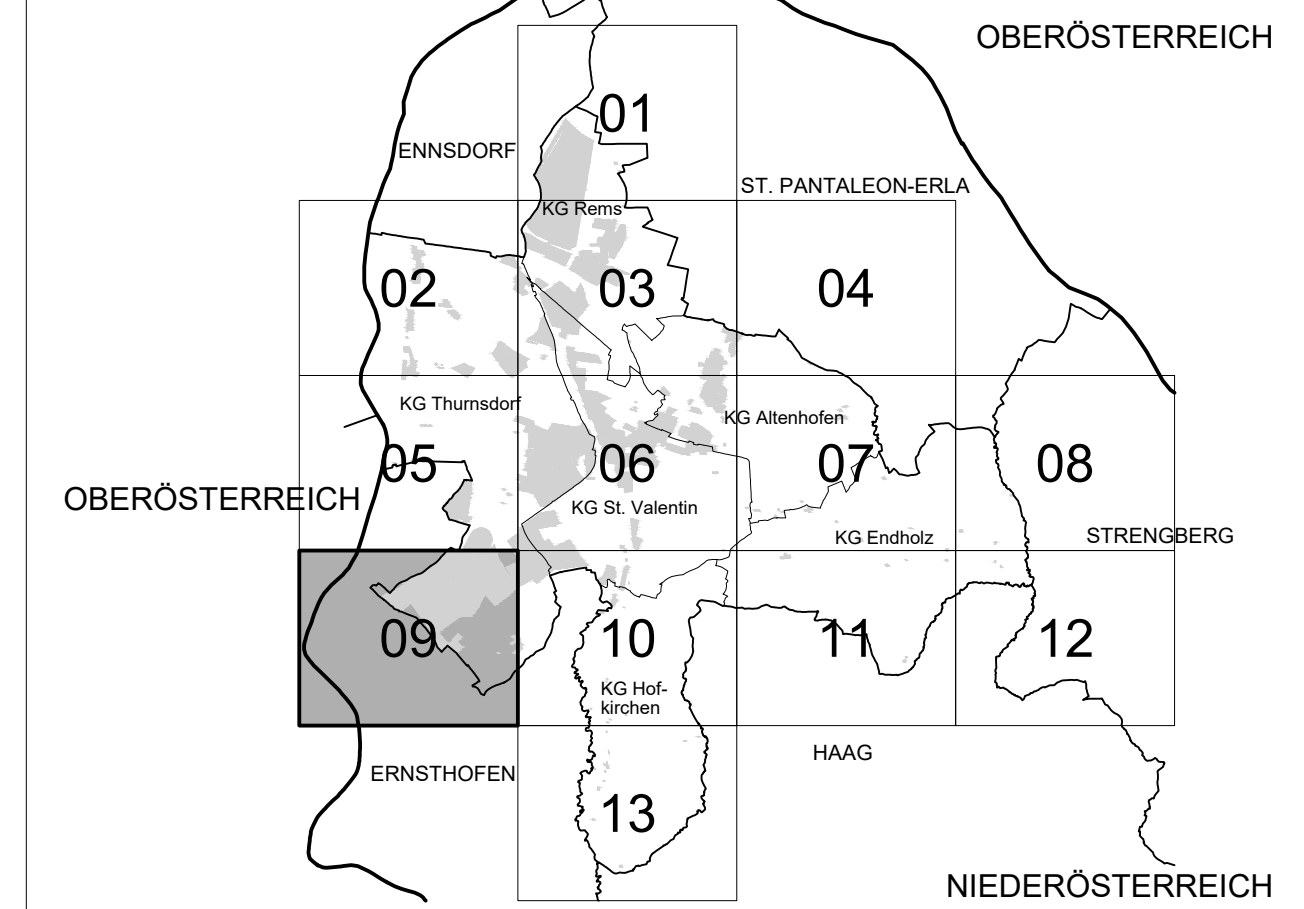 OBERÖSTERREICH
01
ENNSDORF
ST. PANTALEON-ERLA
KG Rems
02
03
04
KG Thurnsdorf
KG Altenhofen
05
06
07
08
OBERÖSTERREICH
KG St. Valentin
KG Endholz
STRENGBERG
09
10
11
12
KG Hof-
kirchen
HAAG
ERNSTHOFEN
13
NIEDERÖSTERREICH